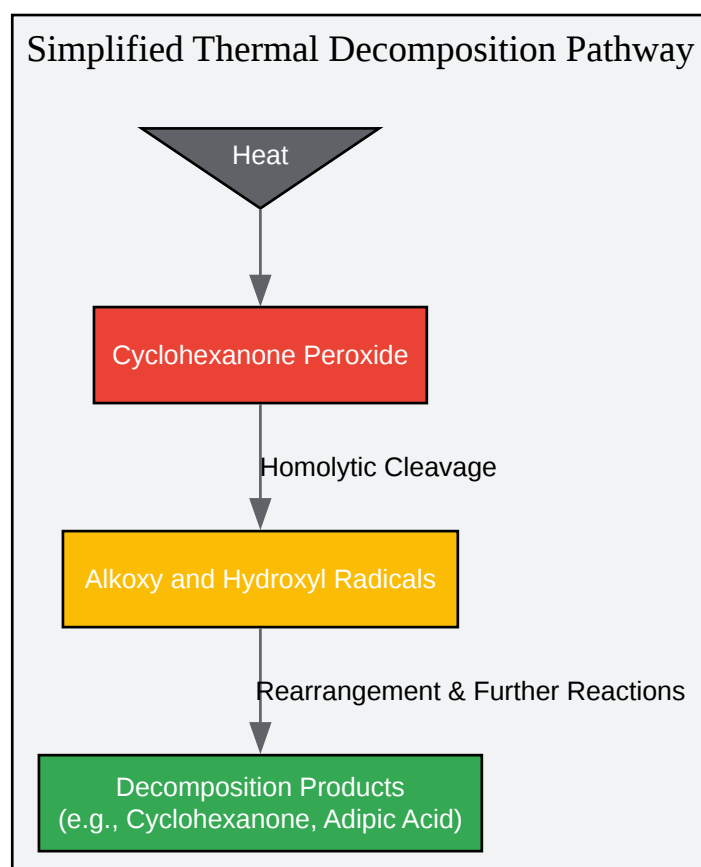 Simplified Thermal Decomposition Pathway
Heat
Cyclohexanone Peroxide
Homolytic Cleavage
Alkoxy and Hydroxyl Radicals
Rearrangement & Further Reactions
Decomposition Products
(e.g., Cyclohexanone, Adipic Acid)